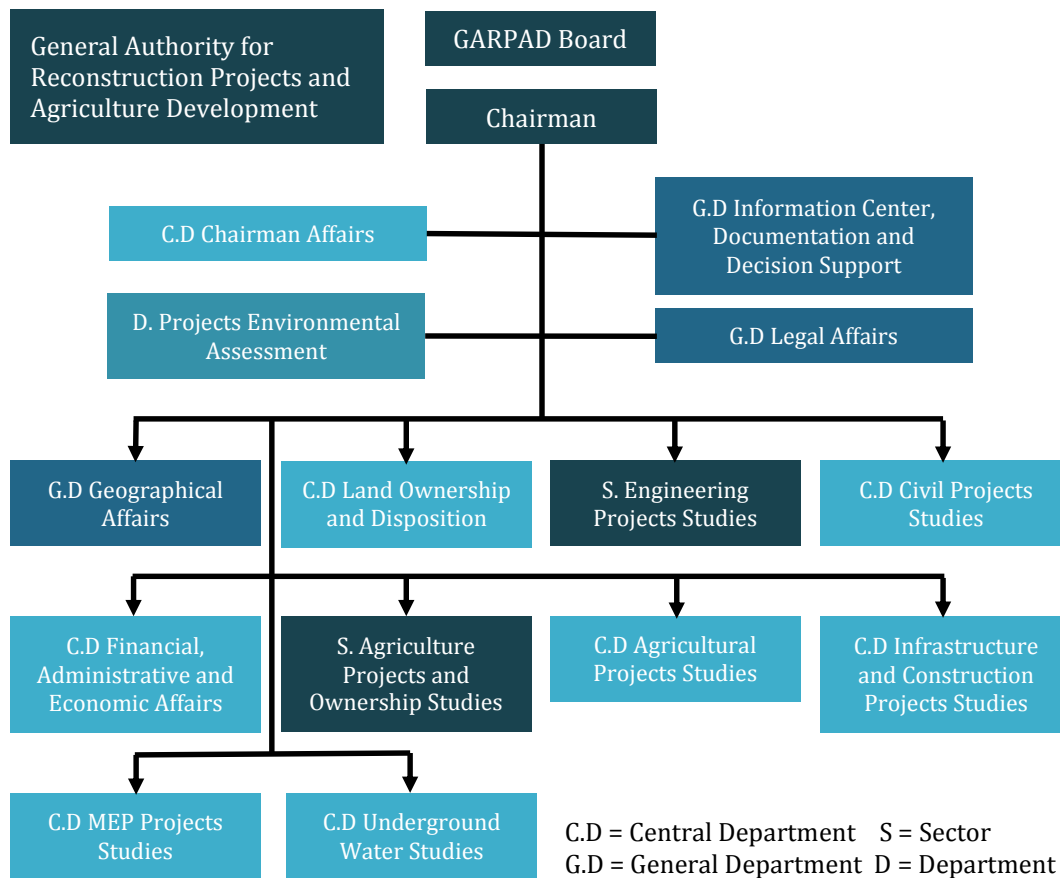 General Authority for
Reconstruction Projects and
Agriculture Development
GARPAD Board
Chairman
C.D Chairman Affairs
G.D Information Center,
Documentation and
Decision Support
D. Projects Environmental
Assessment
G.D Legal Affairs
G.D Geographical
Affairs
C.D Land Ownership
and Disposition
S. Engineering
Projects Studies
C.D Civil Projects
Studies
C.D Financial,
Administrative and
Economic Affairs
S. Agriculture
Projects and
Ownership Studies
C.D Agricultural
Projects Studies
C.D Infrastructure
and Construction
Projects Studies
C.D MEP Projects
Studies
C.D Underground
Water Studies
C.D = Central Department S = Sector
G.D = General Department D = Department